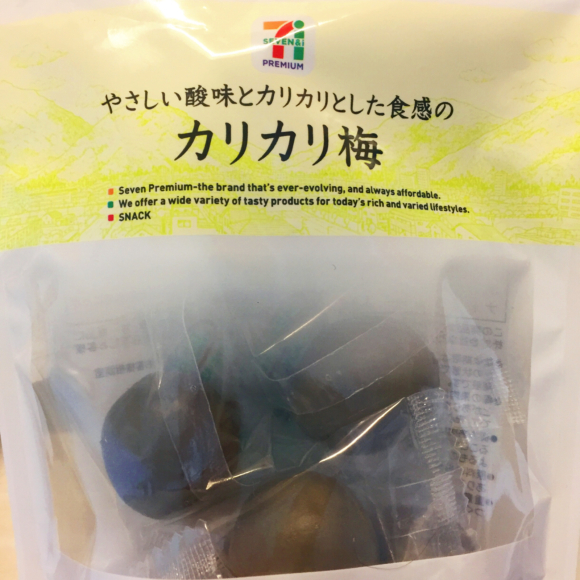 SEVEN&i
PREMIUM
やさしい酸味とカリカリとした食感の
カリカリ梅
Seven Premium-the brand that's ever-evolving, and always affordable.
We offer a wide variety of tasty products for today's rich and varied lifestyles.
SNACK